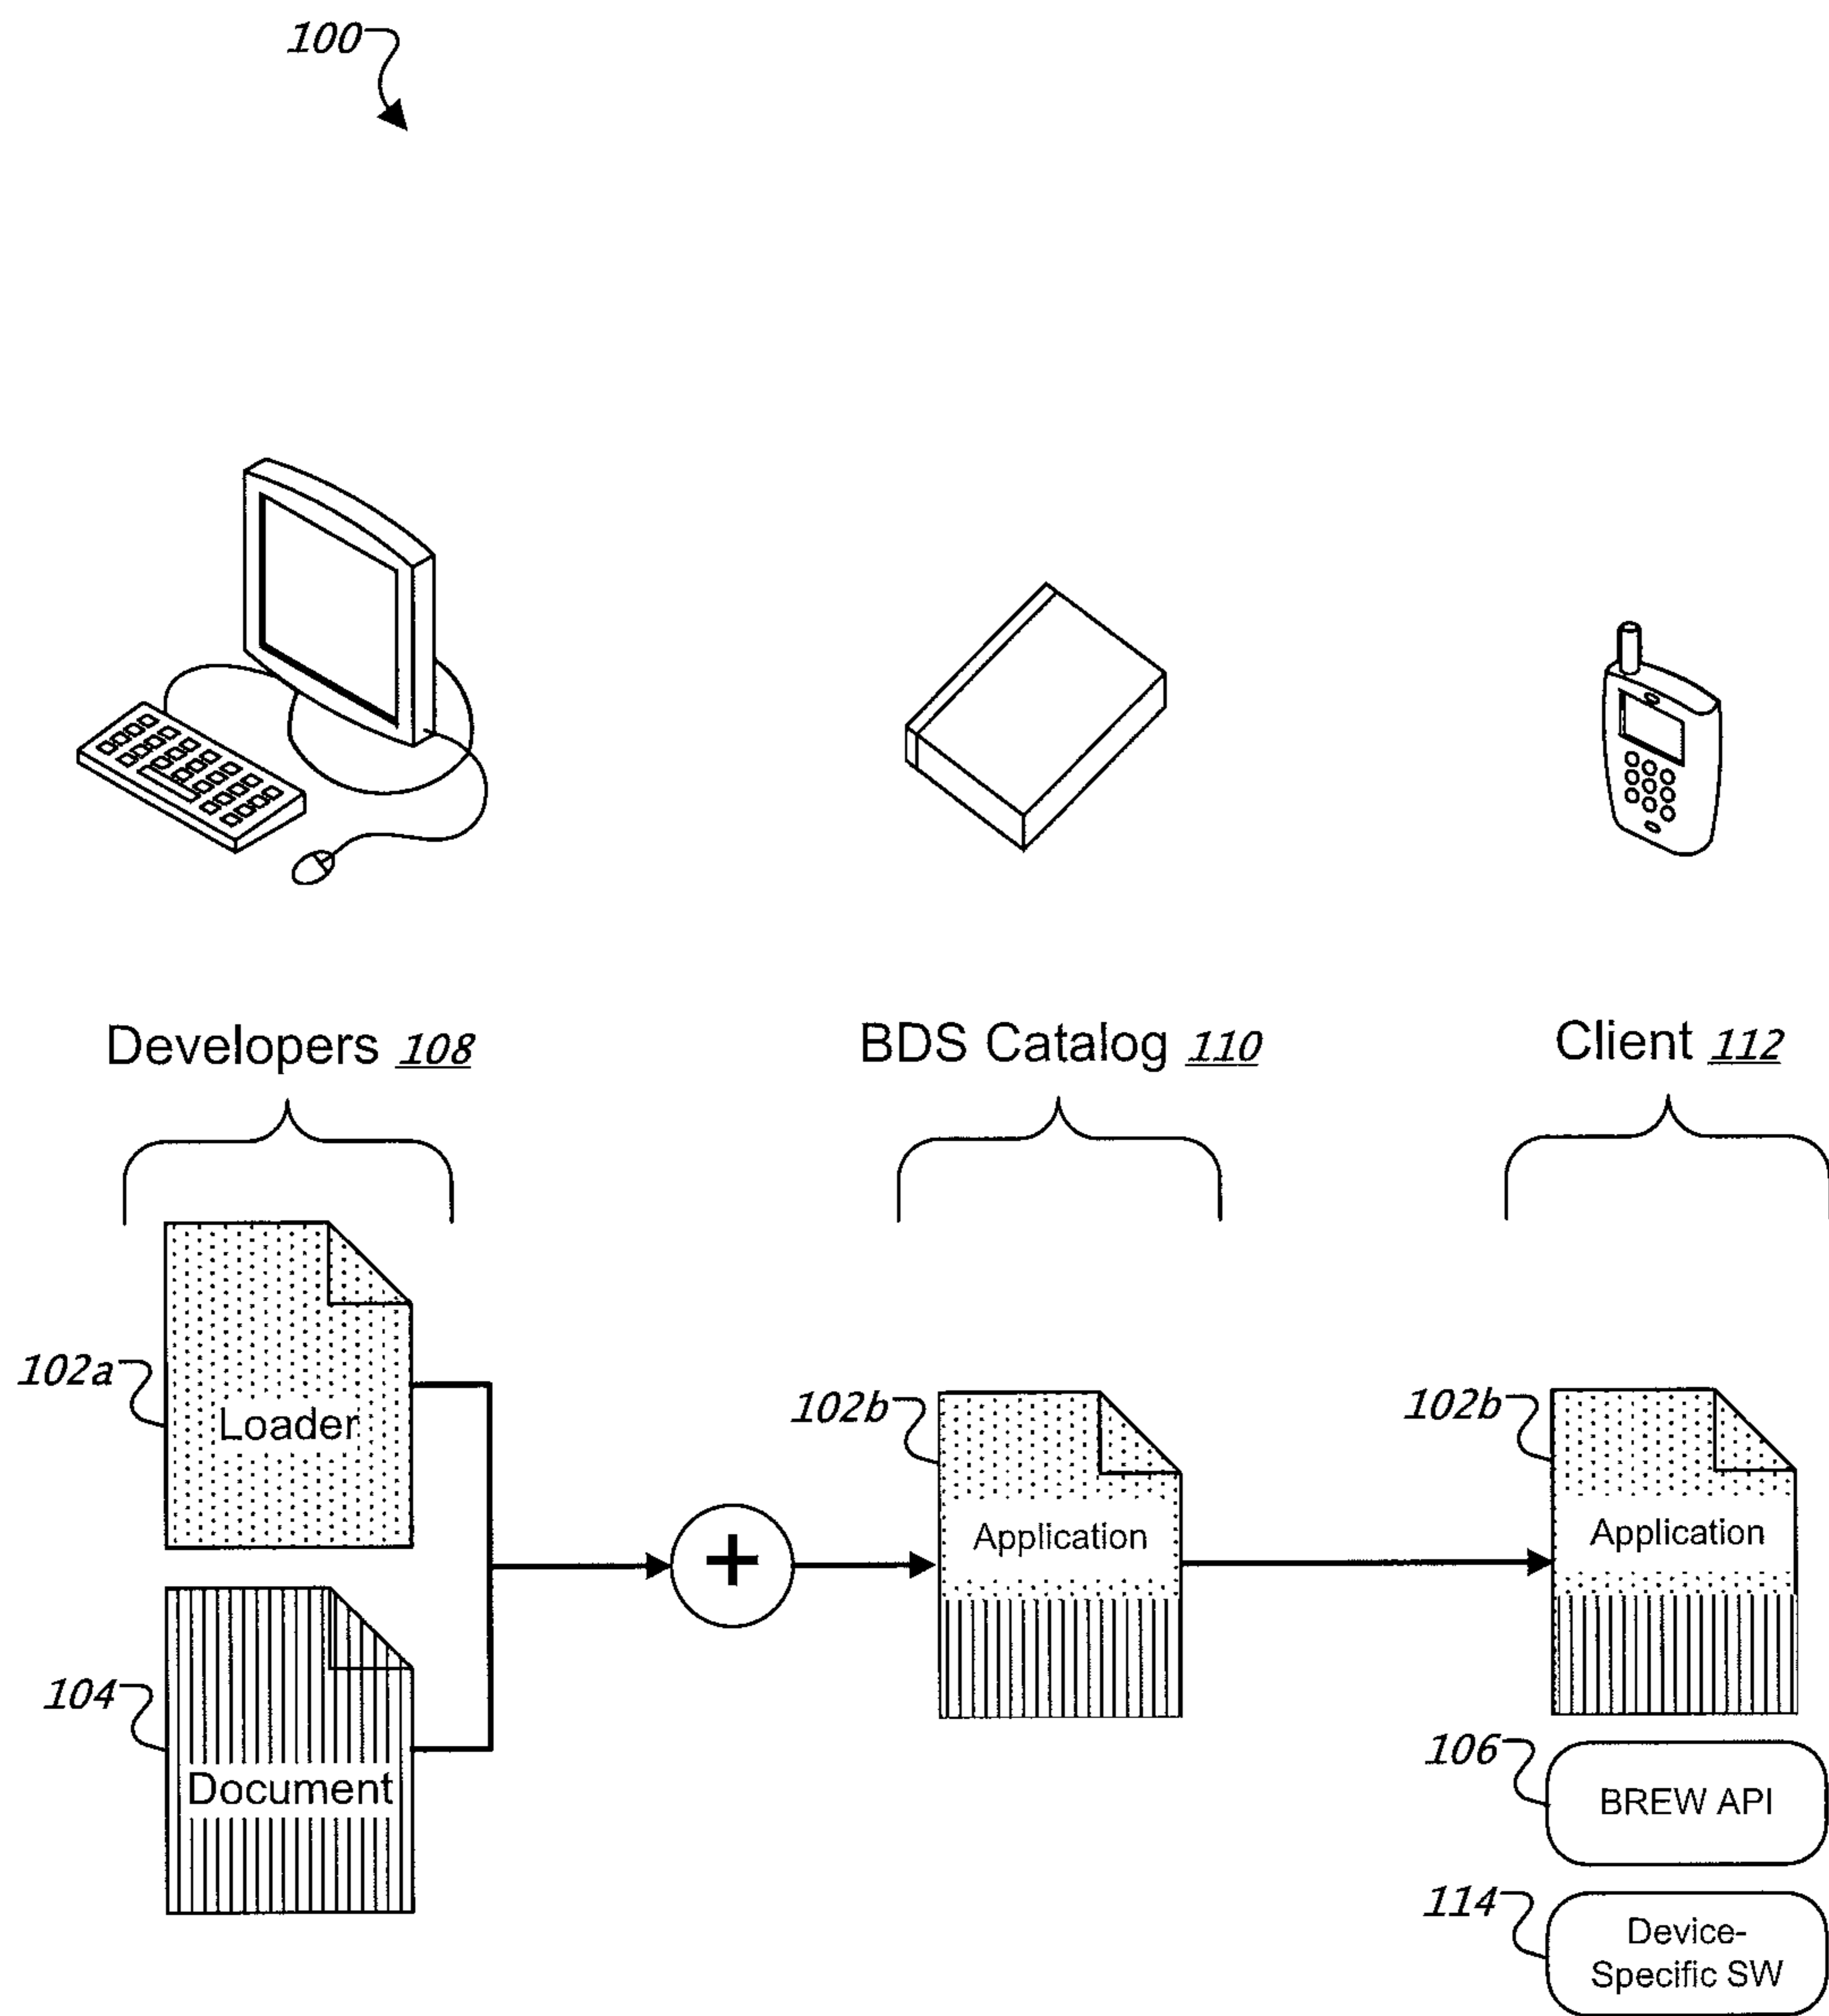 100
Developers 108
BDS Catalog 110
Client 112
102a
Loader
102b
Application
102b
Application
+
104
Document
106
BREW API
114
Device-
Specific SW